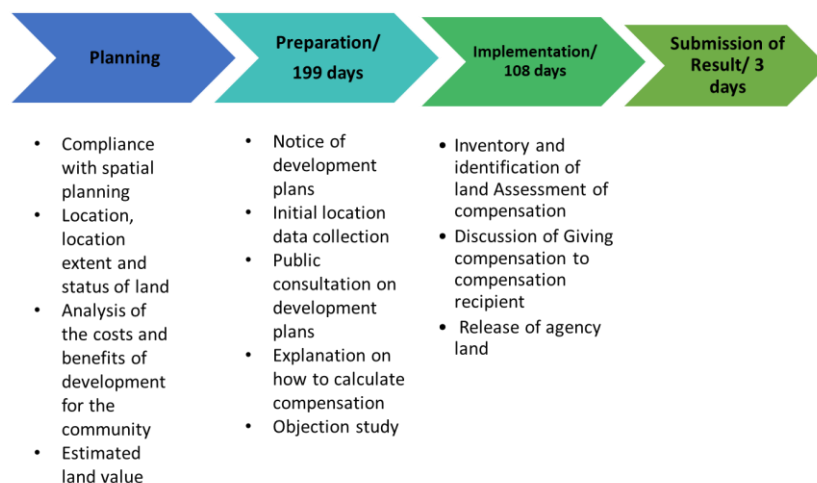 Planning
Preparation/
199 days
Implementation/
108 days
Submission of
Result/ 3
days
• Compliance
with spatial
planning
• Location,
location
extent and
status of land
• Analysis of
the costs and
benefits of
development
for the
community
• Estimated
land value
• Notice of
development
plans
• Initial location
data collection
• Public
consultation on
development
plans
• Explanation on
how to calculate
compensation
• Objection study
• Inventory and
identification of
land Assessment of
compensation
• Discussion of Giving
compensation to
compensation
recipient
• Release of agency
land